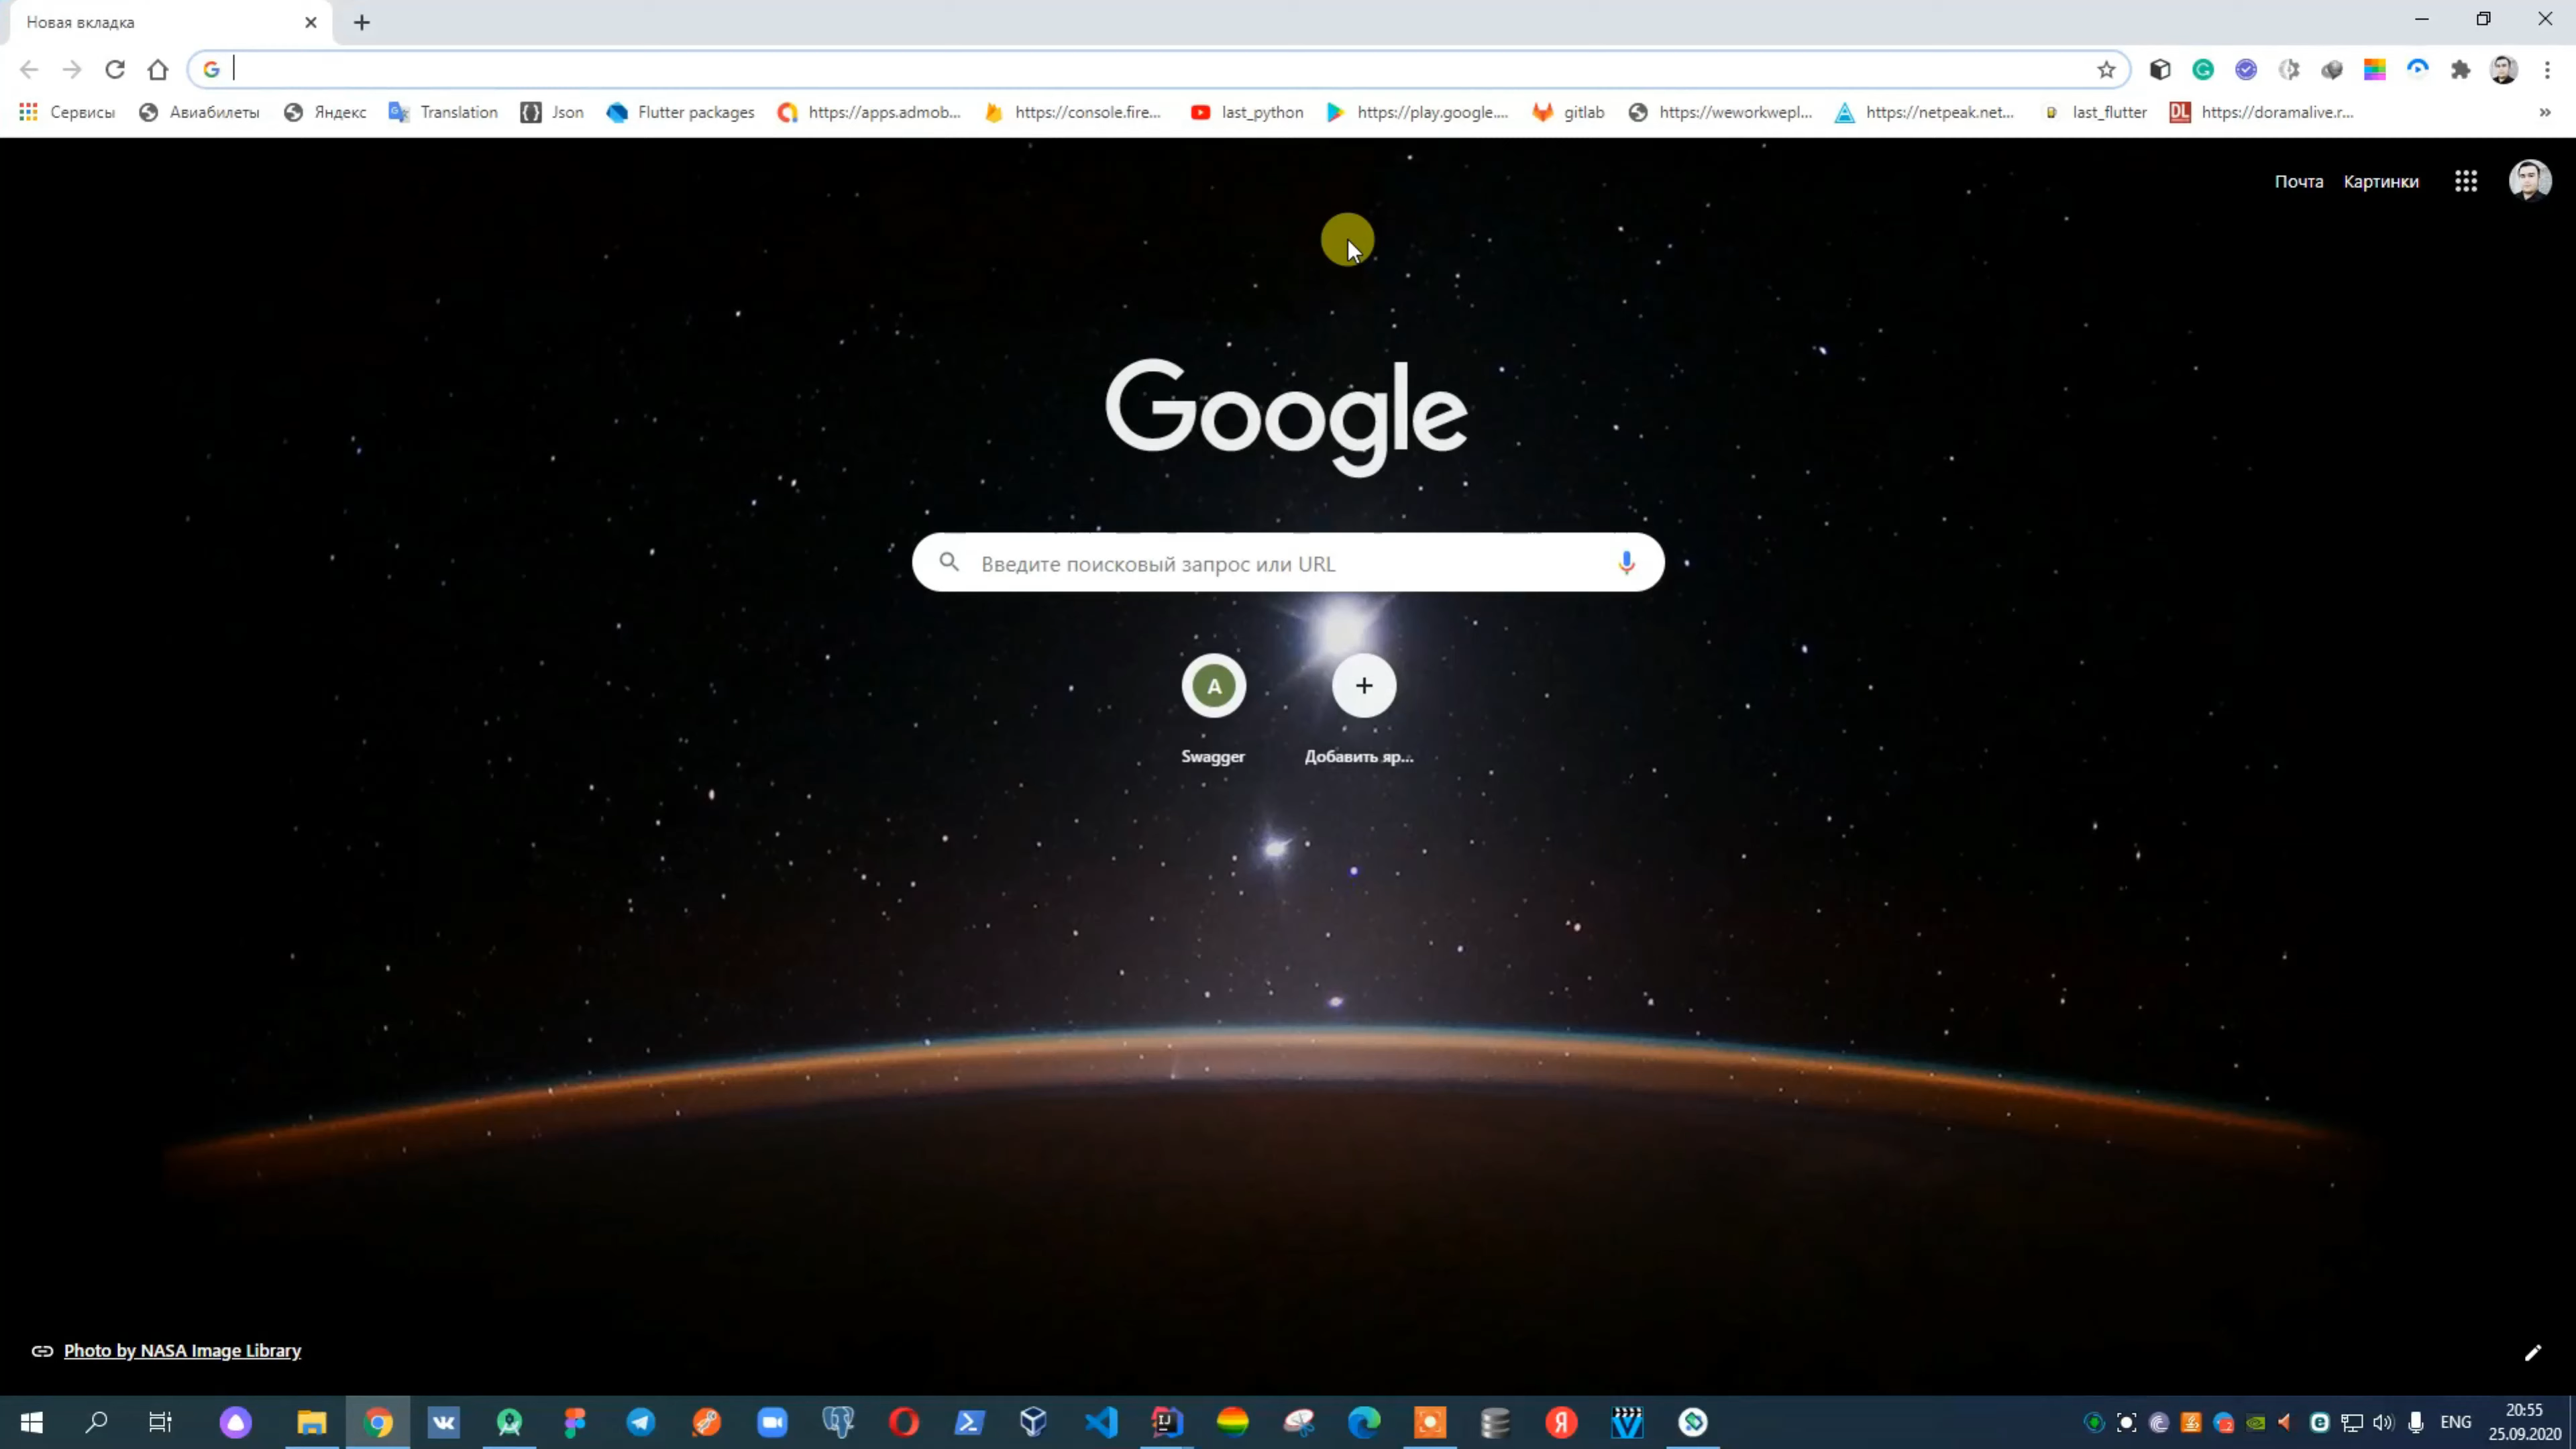 Новая вкладка
Сервисы Авиабилеты Яндекс Translation Json Flutter packages https://apps.admob... https://console.fire... last_python https://play.google.... gitlab https://weworkwepl... https://netpeak.net... last_flutter DL https://doramalive.r... »
Почта Картинки
Google
Введите поисковый запрос или URL
A
Swagger Добавить яр...
Photo by NASA Image Library
ENG
20:55
25.09.2020